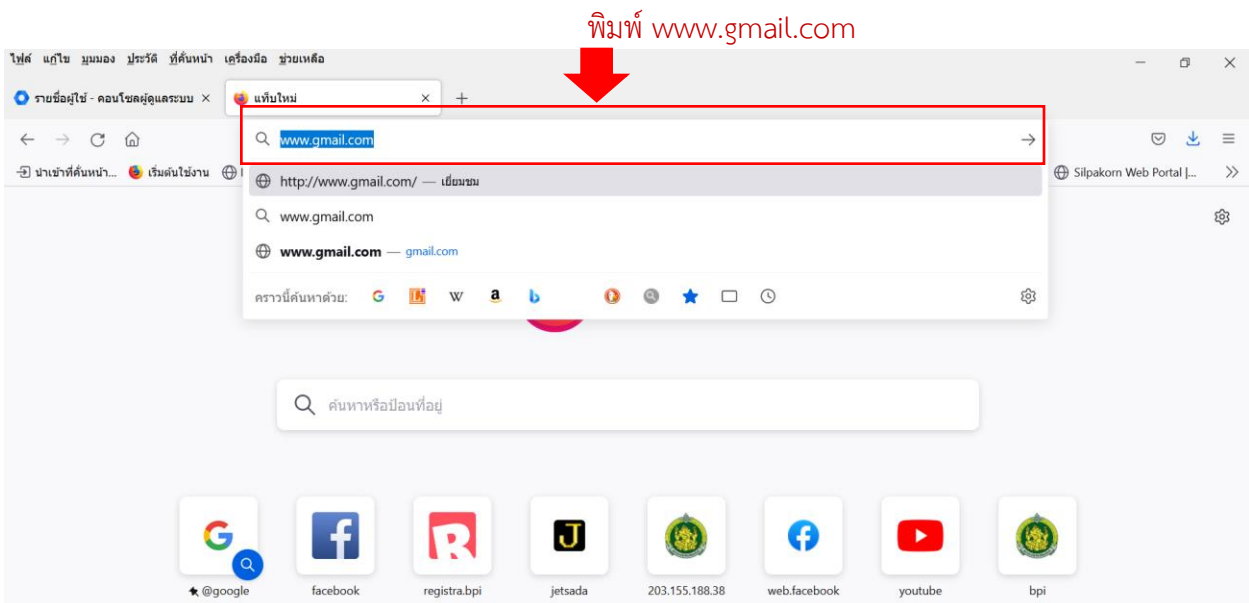 พิมพ์ www.gmail.com
ไฟล์ แก้ไข มุมมอง ประวัติ ที่คั่นหน้า เครื่องมือ ช่วยเหลือ
รายชื่อผู้ใช้ - คอนโซลผู้ดูแลระบบ
แท็บใหม่
www.gmail.com
นำเข้าที่คั่นหน้า...
เริ่มต้นใช้งาน
Silpakorn Web Portal |...
http://www.gmail.com/ — เยี่ยมชม
www.gmail.com
www.gmail.com — gmail.com
คราวนี้ค้นหาด้วย:
ค้นหรือป้อนที่อยู่
@google
facebook
registra.bpi
jetsada
203.155.188.38
web.facebook
youtube
bpi